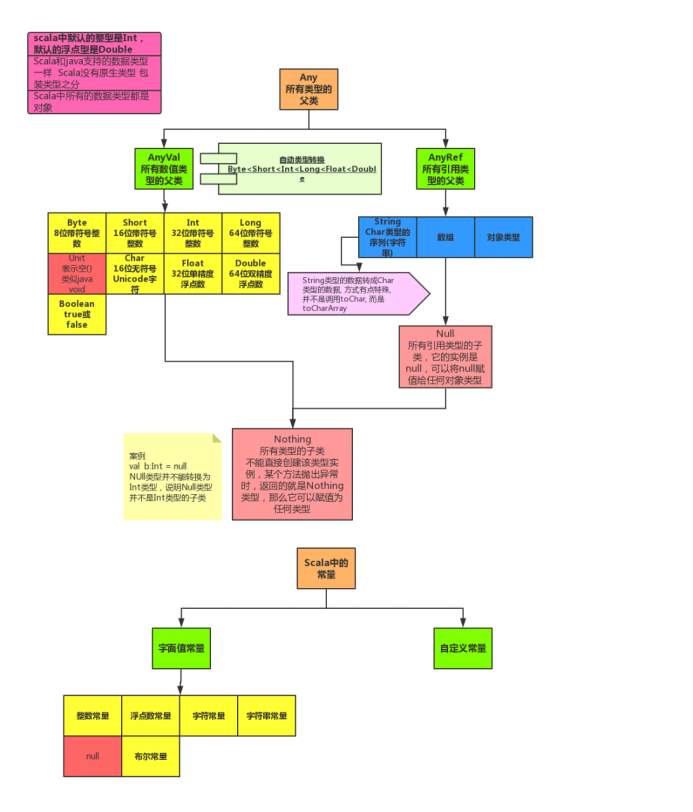 scala中默认的整型是Int，
默认的浮点型是Double
Scala和java支持的数据类型
一样  Scala没有原生类型 包
装类型之分
Scala中所有的数据类型都是
对象
Any
所有类型的
父类
AnyVal
所有数值类
型的父类
自动类型转换
Byte<Short<Int<Long<Float<Doubl
e
AnyRef
所有引用类
型的父类
Byte
8位带符号整
数
Short
16位带符号
整数
Int
32位带符号
整数
Long
64位带符号
整数
Unit
表示空()
类似java
void
Char
16位无符号
Unicode字
符
Float
32位单精度
浮点数
Double
64位双精度
浮点数
Boolean
true或
false
String
Char类型的
序列(字符
串)
数组
对象类型
String类型的数据转成Char
类型的数据, 方式有点特殊,
并不是调用toChar, 而是
toCharArray
Null
所有引用类型的子
类，它的实例是
null，可以将null赋
值给任何对象类型
案例
val  b:Int = null
NUll类型并不能转换为
Int类型，说明Null类型
并不是Int类型的子类
Nothing
所有类型的子类
不能直接创建该类型实
例，某个方法抛出异常
时，返回的就是Nothing
类型，那么它可以赋值为
任何类型
Scala中的
常量
字面值常量
自定义常量
整数常量
浮点数常量
字符常量
字符串常量
null
布尔常量